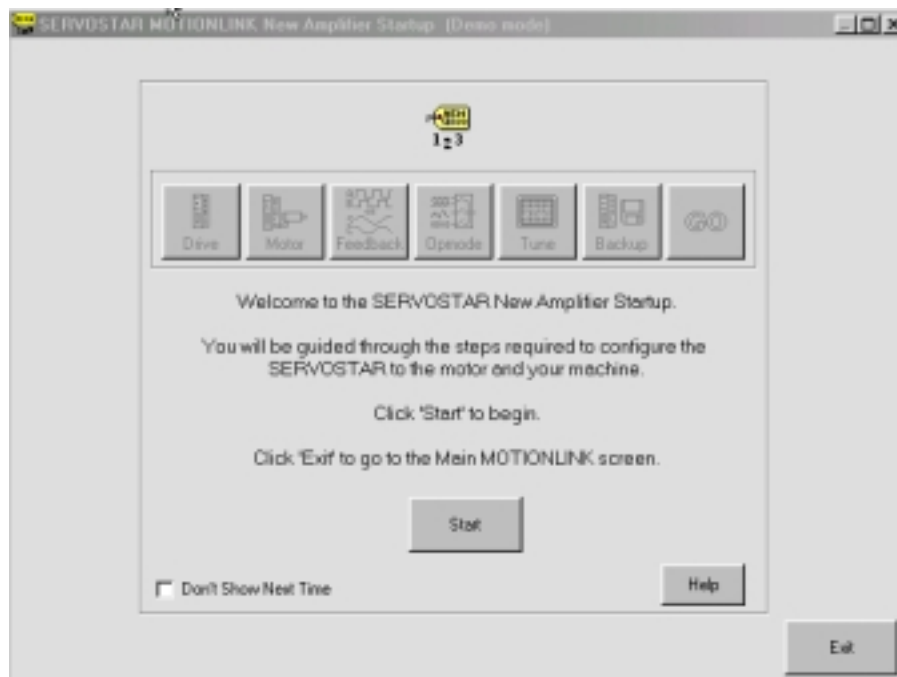 SERVOSTAR MOTIONLINK New Amplifier Startup (Demo mode)
1 2 3
Drive Motor Feedback Opmode Tune Backup GO
Welcome to the SERVOSTAR New Amplifier Startup.
You will be guided through the steps required to configure the
SERVOSTAR to the motor and your machine.
Click 'Start' to begin.
Click 'Exit' to go to the Main MOTIONLINK screen.
Start
Don't Show Next Time
Help
Exit